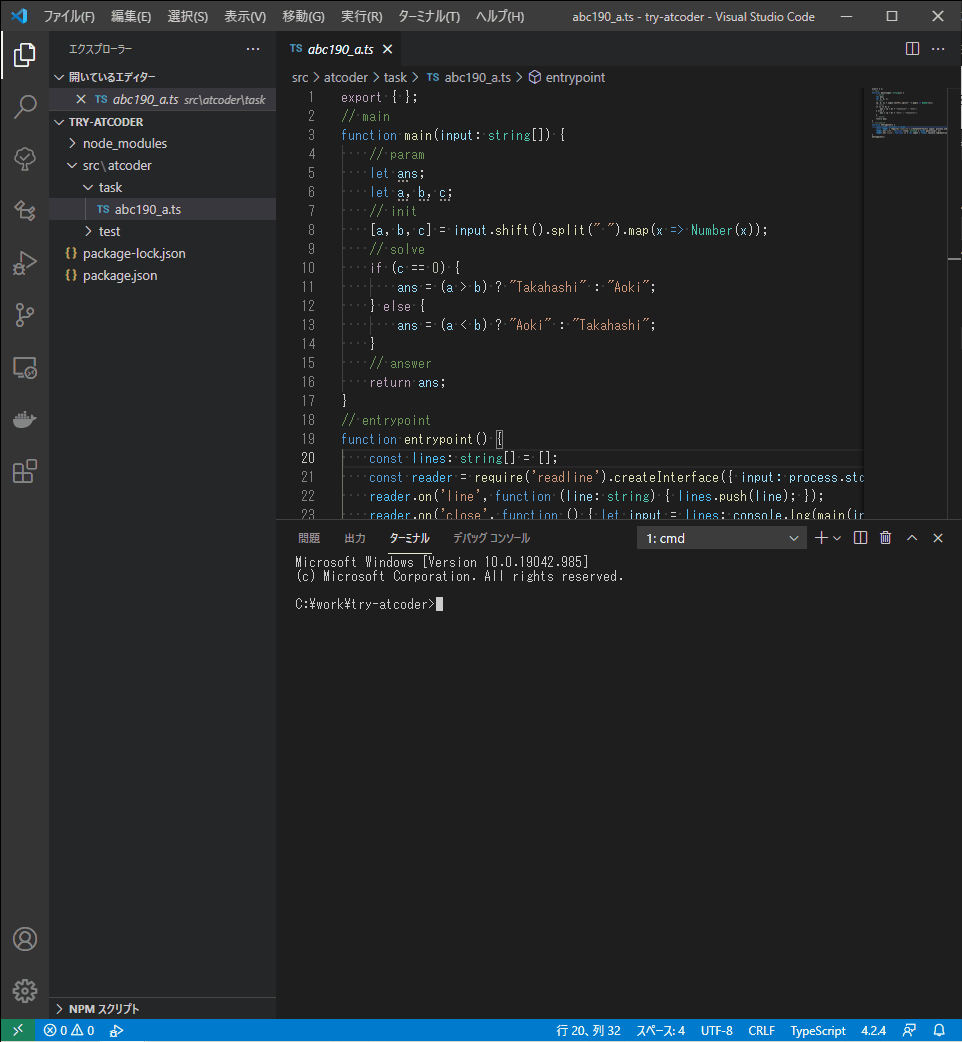 ファイル(F) 編集(E) 選択(S) 表示(V) 移動(G) 実行(R) ターミナル(T) ヘルプ(H) abc190_a.ts - try-atcoder - Visual Studio Code
エクスプローラー
開いているエディター
TS abc190_a.ts src\atcoder\task
TRY-ATCODER
node_modules
src\atcoder
task
TS abc190_a.ts
test
{} package-lock.json
{} package.json
NPM スクリプト
TS abc190_a.ts
src > atcoder > task > TS abc190_a.ts > entrypoint
1 export { };
2 // main
3 function main(input: string[]) {
4 // param
5 let ans;
6 let a, b, c;
7 // init
8 [a, b, c] = input.shift().split(" ").map(x => Number(x));
9 // solve
10 if (c == 0) {
11 ans = (a > b) ? "Takahashi" : "Aoki";
12 } else {
13 ans = (a < b) ? "Aoki" : "Takahashi";
14 }
15 // answer
16 return ans;
17 }
18 // entrypoint
19 function entrypoint() {
20 const lines: string[] = [];
21 const reader = require('readline').createInterface({ input: process.stc
22 reader.on('line', function (line: string) { lines.push(line); });
23 reader.on('close', function () { let input = lines; console.log(main(in
問題 出力 ターミナル デバッグ コンソール 1: cmd
Microsoft Windows [Version 10.0.19042.985]
(c) Microsoft Corporation. All rights reserved.
C:¥work¥try-atcoder>
0 0 行 20、列 32 スペース: 4 UTF-8 CRLF TypeScript 4.2.4